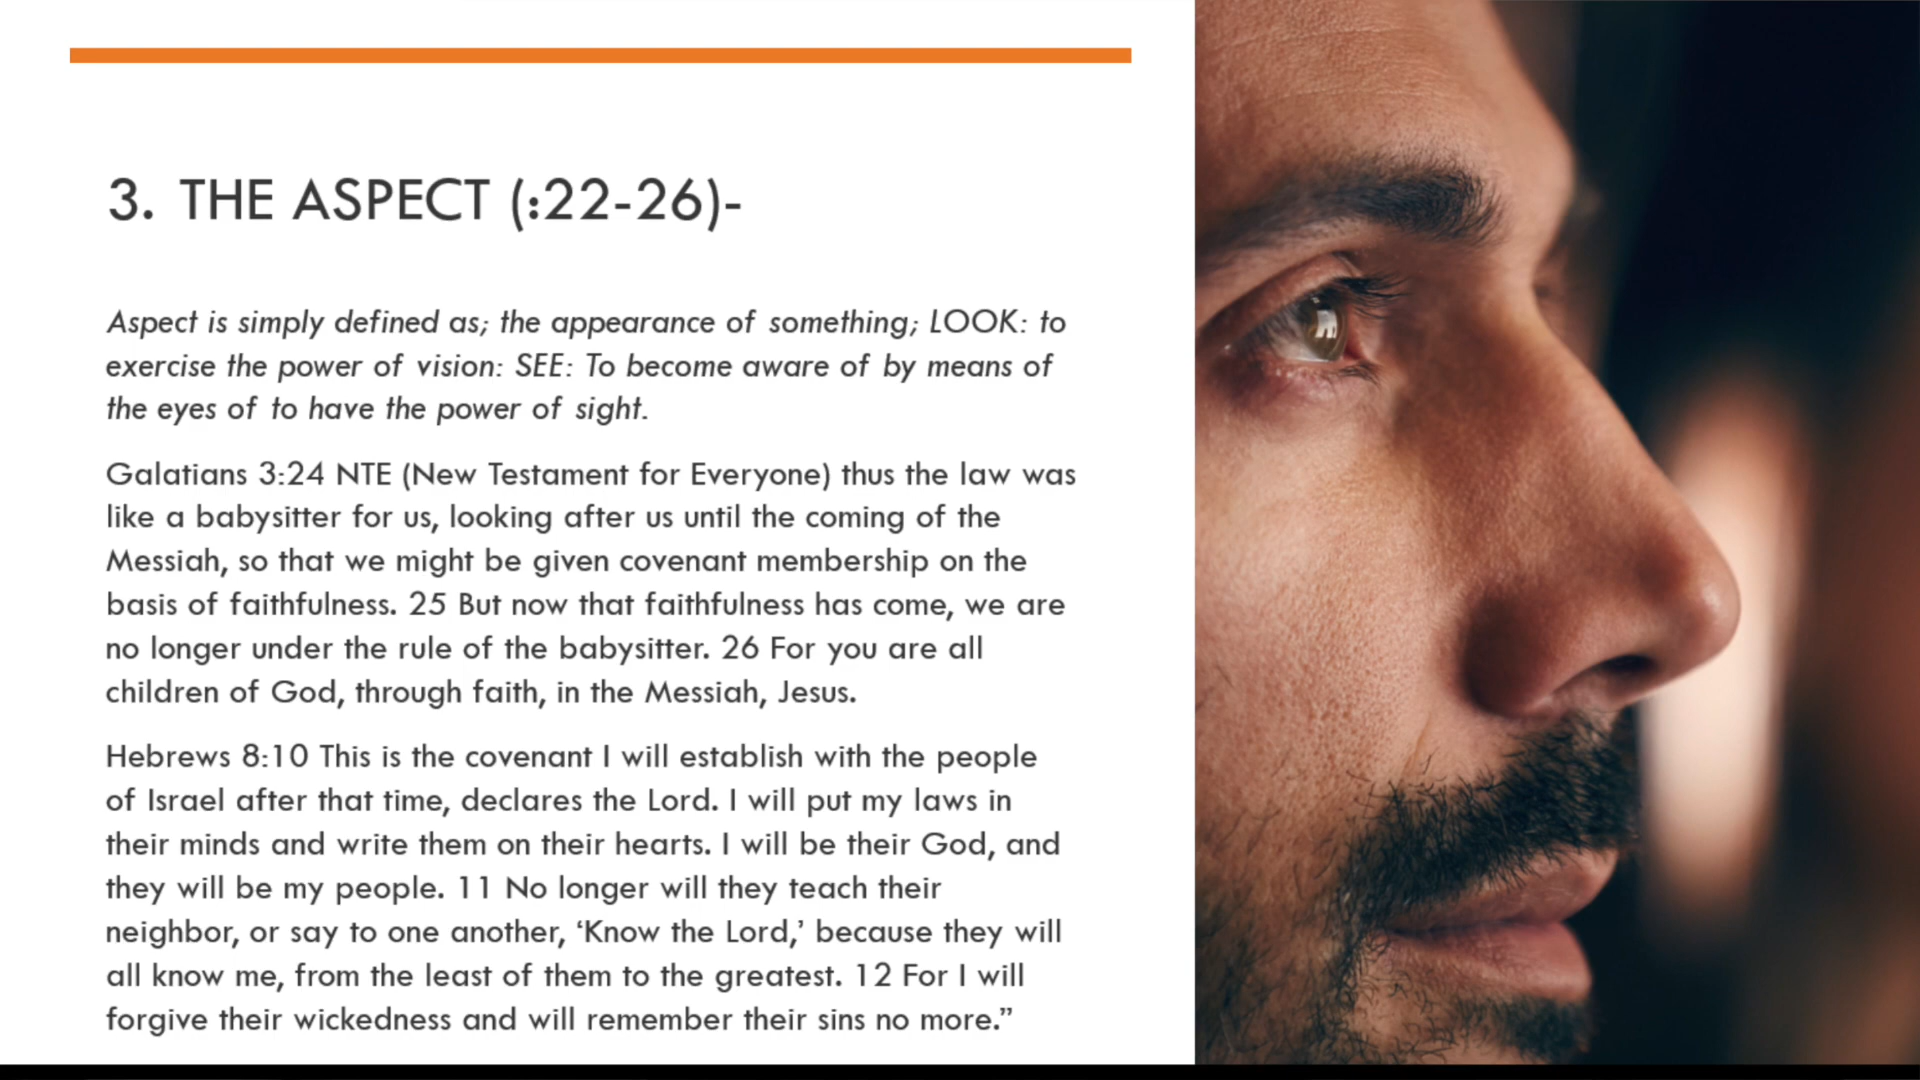 3. THE ASPECT (:22-26)-
Aspect is simply defined as; the appearance of something; LOOK: to
exercise the power of vision: SEE: To become aware of by means of
the eyes of to have the power of sight.
Galatians 3:24 NTE (New Testament for Everyone) thus the law was
like a babysitter for us, looking after us until the coming of the
Messiah, so that we might be given covenant membership on the
basis of faithfulness. 25 But now that faithfulness has come, we are
no longer under the rule of the babysitter. 26 For you are all
children of God, through faith, in the Messiah, Jesus.
Hebrews 8:10 This is the covenant I will establish with the people
of Israel after that time, declares the Lord. I will put my laws in
their minds and write them on their hearts. I will be their God, and
they will be my people. 11 No longer will they teach their
neighbor, or say to one another, ‘Know the Lord,’ because they will
all know me, from the least of them to the greatest. 12 For I will
forgive their wickedness and will remember their sins no more.”